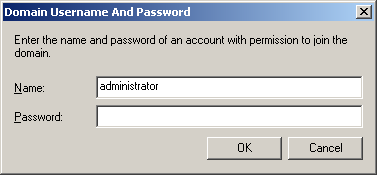 Domain Username And Password
Enter the name and password of an account with permission to join the
domain.
Name: administrator
Password:
OK Cancel